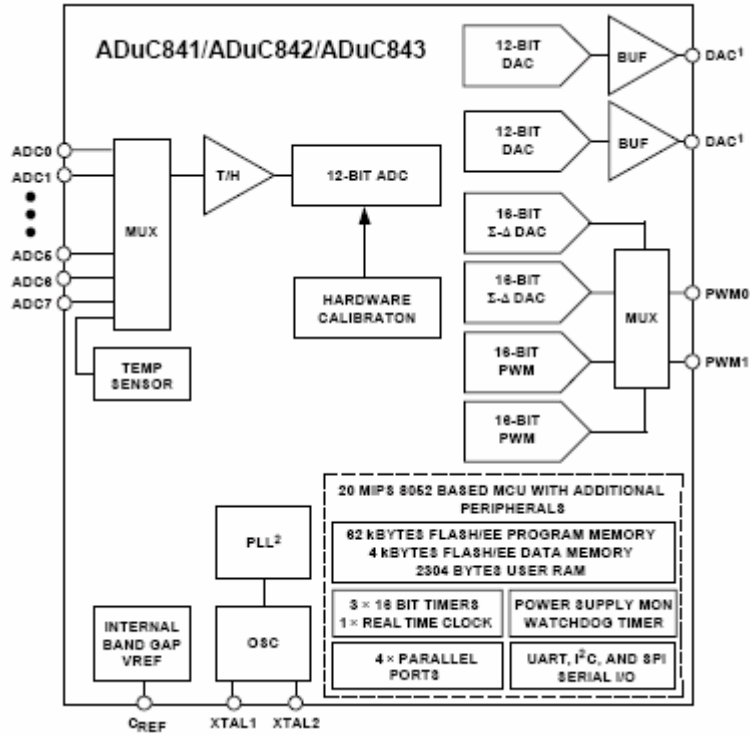 ADuC841/ADuC842/ADuC843
12-BIT
DAC
BUF
DAC¹
12-BIT
DAC
BUF
DAC¹
ADC0
ADC1
ADC5
ADC6
ADC7
MUX
T/H
12-BIT ADC
HARDWARE
CALIBRATON
TEMP
SENSOR
16-BIT
Σ-Δ DAC
16-BIT
Σ-Δ DAC
16-BIT
PWM
16-BIT
PWM
MUX
PWM0
PWM1
20 MIPS 8052 BASED MCU WITH ADDITIONAL
PERIPHERALS
62 kBYTES FLASH/EE PROGRAM MEMORY
4 kBYTES FLASH/EE DATA MEMORY
2304 BYTES USER RAM
3 × 16 BIT TIMERS
1 × REAL TIME CLOCK
POWER SUPPLY MON
WATCHDOG TIMER
4 × PARALLEL
PORTS
UART, I²C, AND SPI
SERIAL I/O
PLL²
OSC
INTERNAL
BAND GAP
VREF
CREF
XTAL1
XTAL2